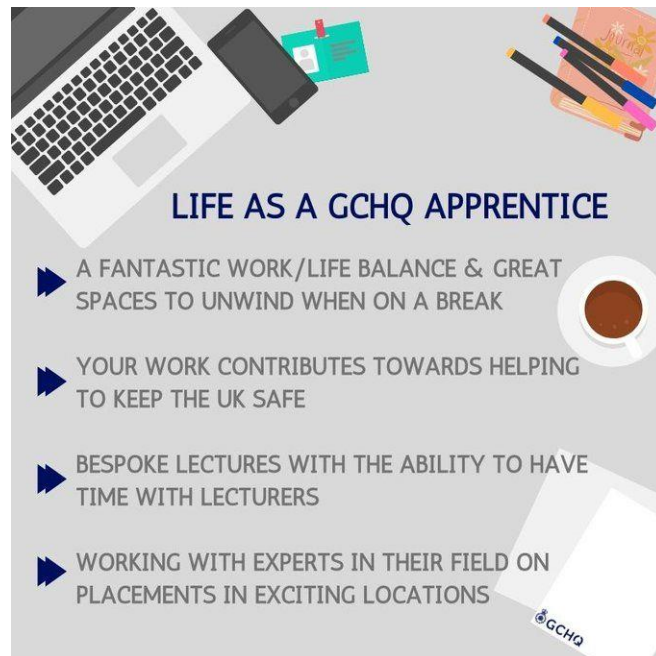 Journal
LIFE AS A GCHQ APPRENTICE
A FANTASTIC WORK/LIFE BALANCE & GREAT
SPACES TO UNWIND WHEN ON A BREAK
YOUR WORK CONTRIBUTES TOWARDS HELPING
TO KEEP THE UK SAFE
BESPOKE LECTURES WITH THE ABILITY TO HAVE
TIME WITH LECTURERS
WORKING WITH EXPERTS IN THEIR FIELD ON
PLACEMENTS IN EXCITING LOCATIONS
GCHQ